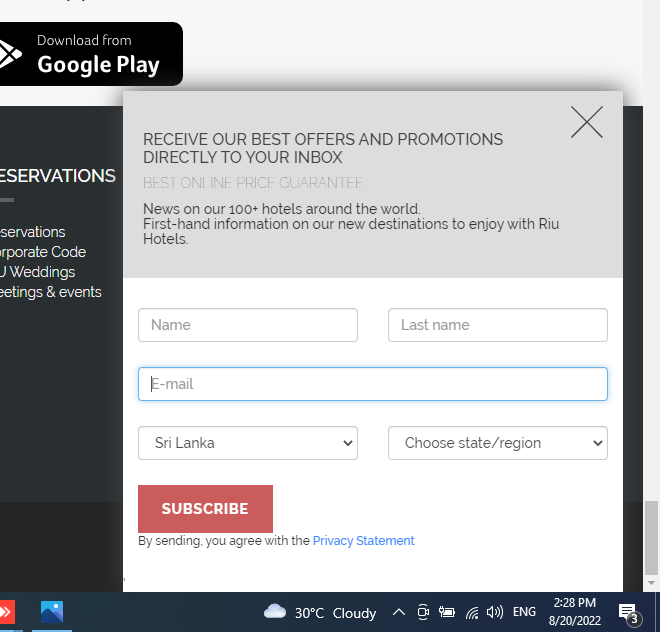 Download from
Google Play
RECEIVE OUR BEST OFFERS AND PROMOTIONS
DIRECTLY TO YOUR INBOX
BEST ONLINE PRICE GUARANTEE
News on our 100+ hotels around the world.
First-hand information on our new destinations to enjoy with Riu
Hotels.
ESERVATIONS
servations
rporate Code
U Weddings
eetings & events
Name
Last name
E-mail
Sri Lanka
Choose state/region
SUBSCRIBE
By sending, you agree with the Privacy Statement
30°C Cloudy
ENG
2:28 PM
8/20/2022
3